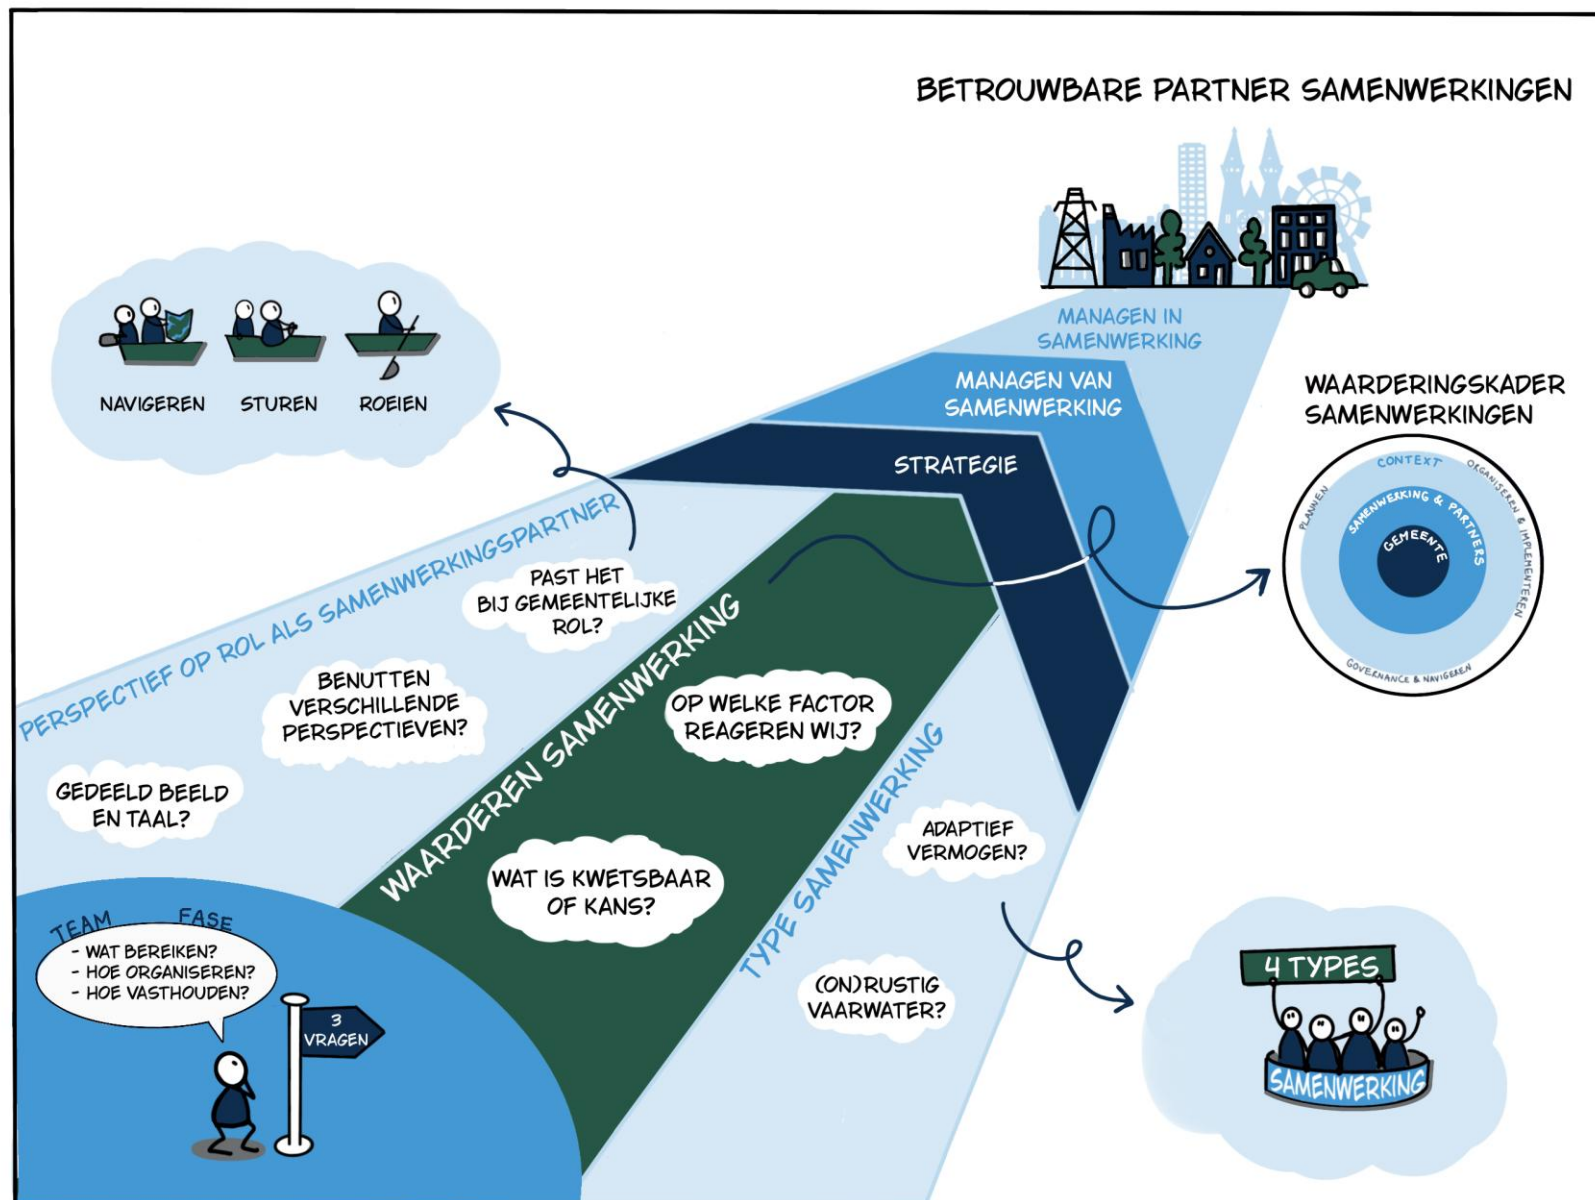 BETROUWBARE PARTNER SAMENWERKINGEN
NAVIGEREN
STUREN
ROEIEN
MANAGEN IN
SAMENWERKING
MANAGEN VAN
SAMENWERKING
STRATEGIE
WAARDERINGSKADER
SAMENWERKINGEN
PLANNEN
CONTEXT
ORGANISEREN & IMPLEMENTEREN
SAMENWERKING & PARTNERS
GEMEENTE
GOVERNANCE & NAVIGEREN
PERSPECTIEF OP ROL ALS SAMENWERKINGSPARTNER
PAST HET
BIJ GEMEENTELIJKE
ROL?
BENUTTEN
VERSCHILLENDE
PERSPECTIEVEN?
GEDEELD BEELD
EN TAAL?
WAARDEREN SAMENWERKING
OP WELKE FACTOR
REAGEREN WIJ?
WAT IS KWETSBAAR
OF KANS?
TYPE SAMENWERKING
ADAPTIEF
VERMOGEN?
(ON)RUSTIG
VAARWATER?
TEAM
FASE
- WAT BEREIKEN?
- HOE ORGANISEREN?
- HOE VASTHOUDEN?
3
VRAGEN
4 TYPES
SAMENWERKING